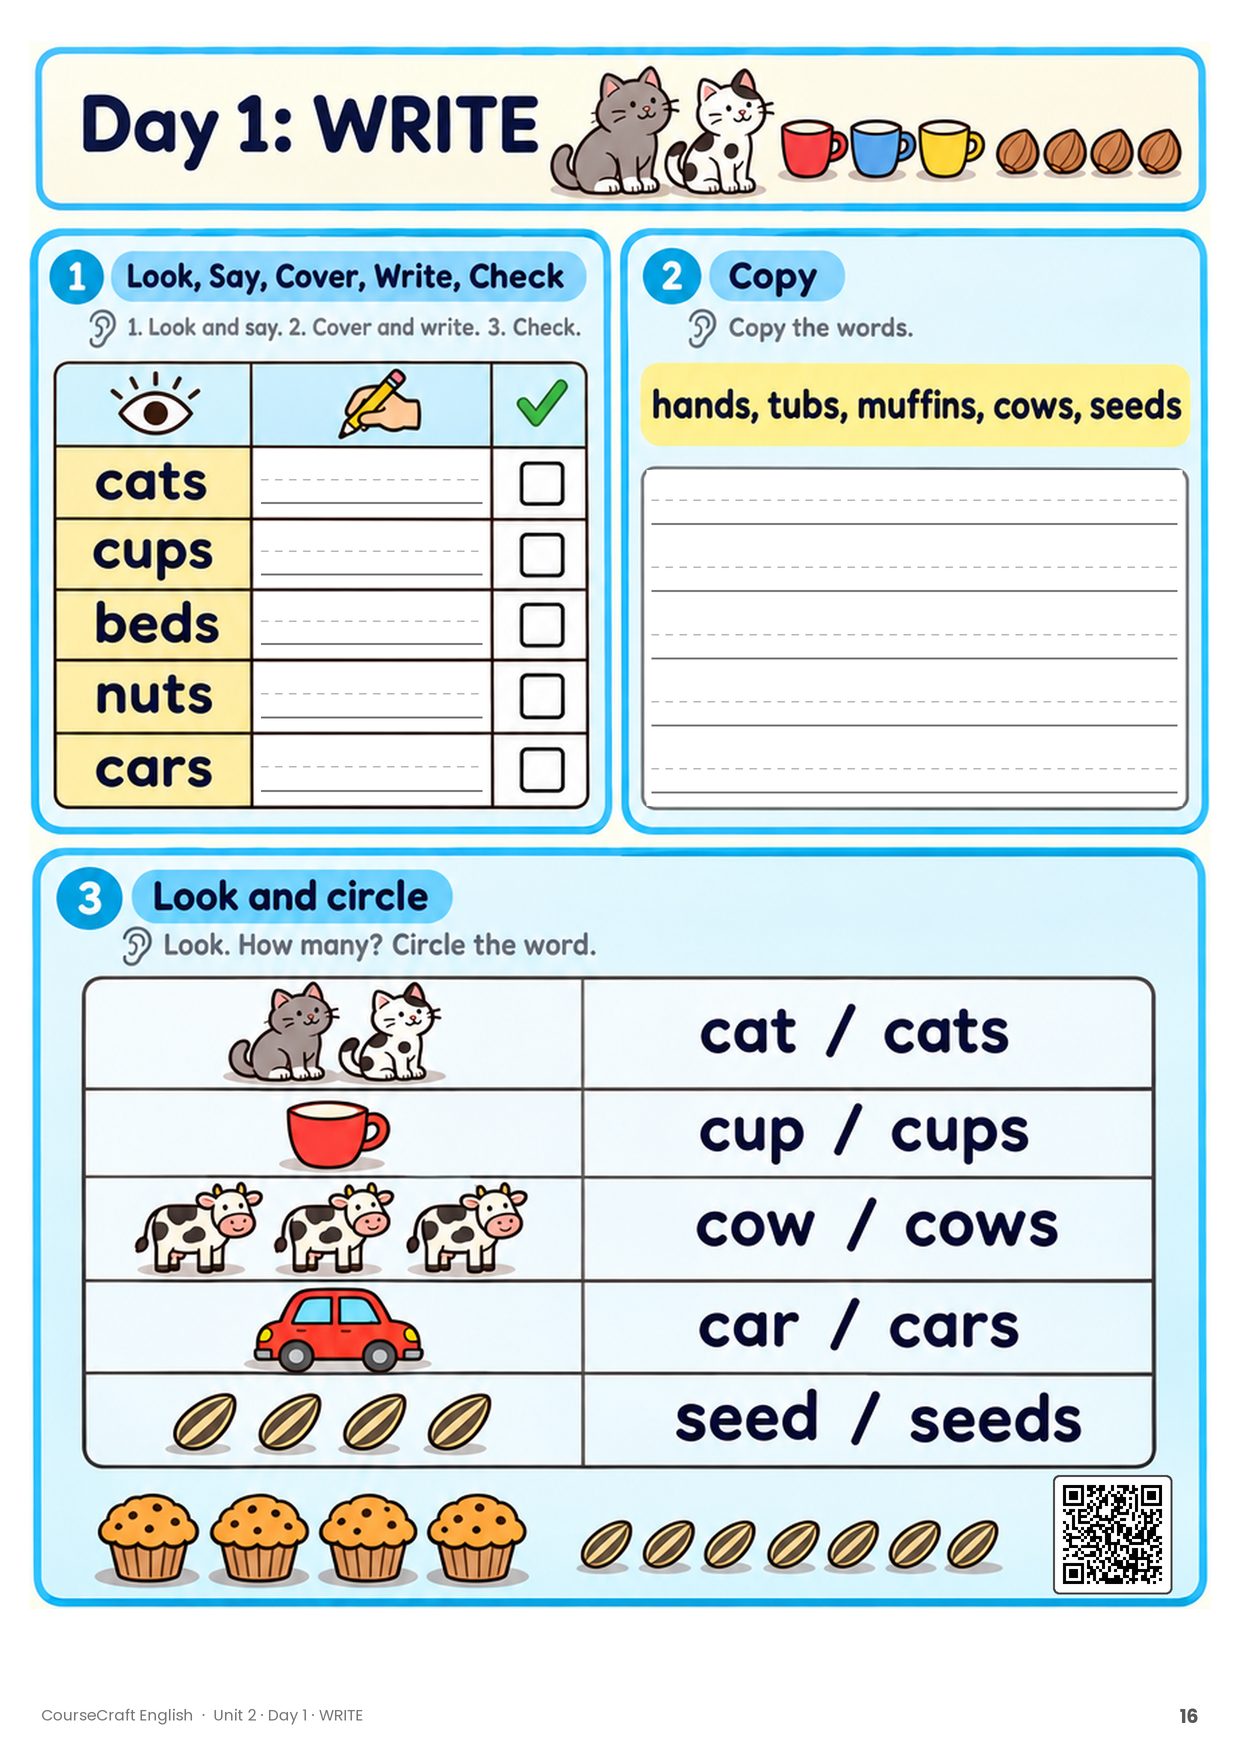 Day 1: WRITE
1 Look, Say, Cover, Write, Check
1. Look and say. 2. Cover and write. 3. Check.
cats
cups
beds
nuts
cars
2 Copy
Copy the words.
hands, tubs, muffins, cows, seeds
3 Look and circle
Look. How many? Circle the word.
cat / cats
cup / cups
cow / cows
car / cars
seed / seeds
CourseCraft English · Unit 2 · Day 1 · WRITE
16